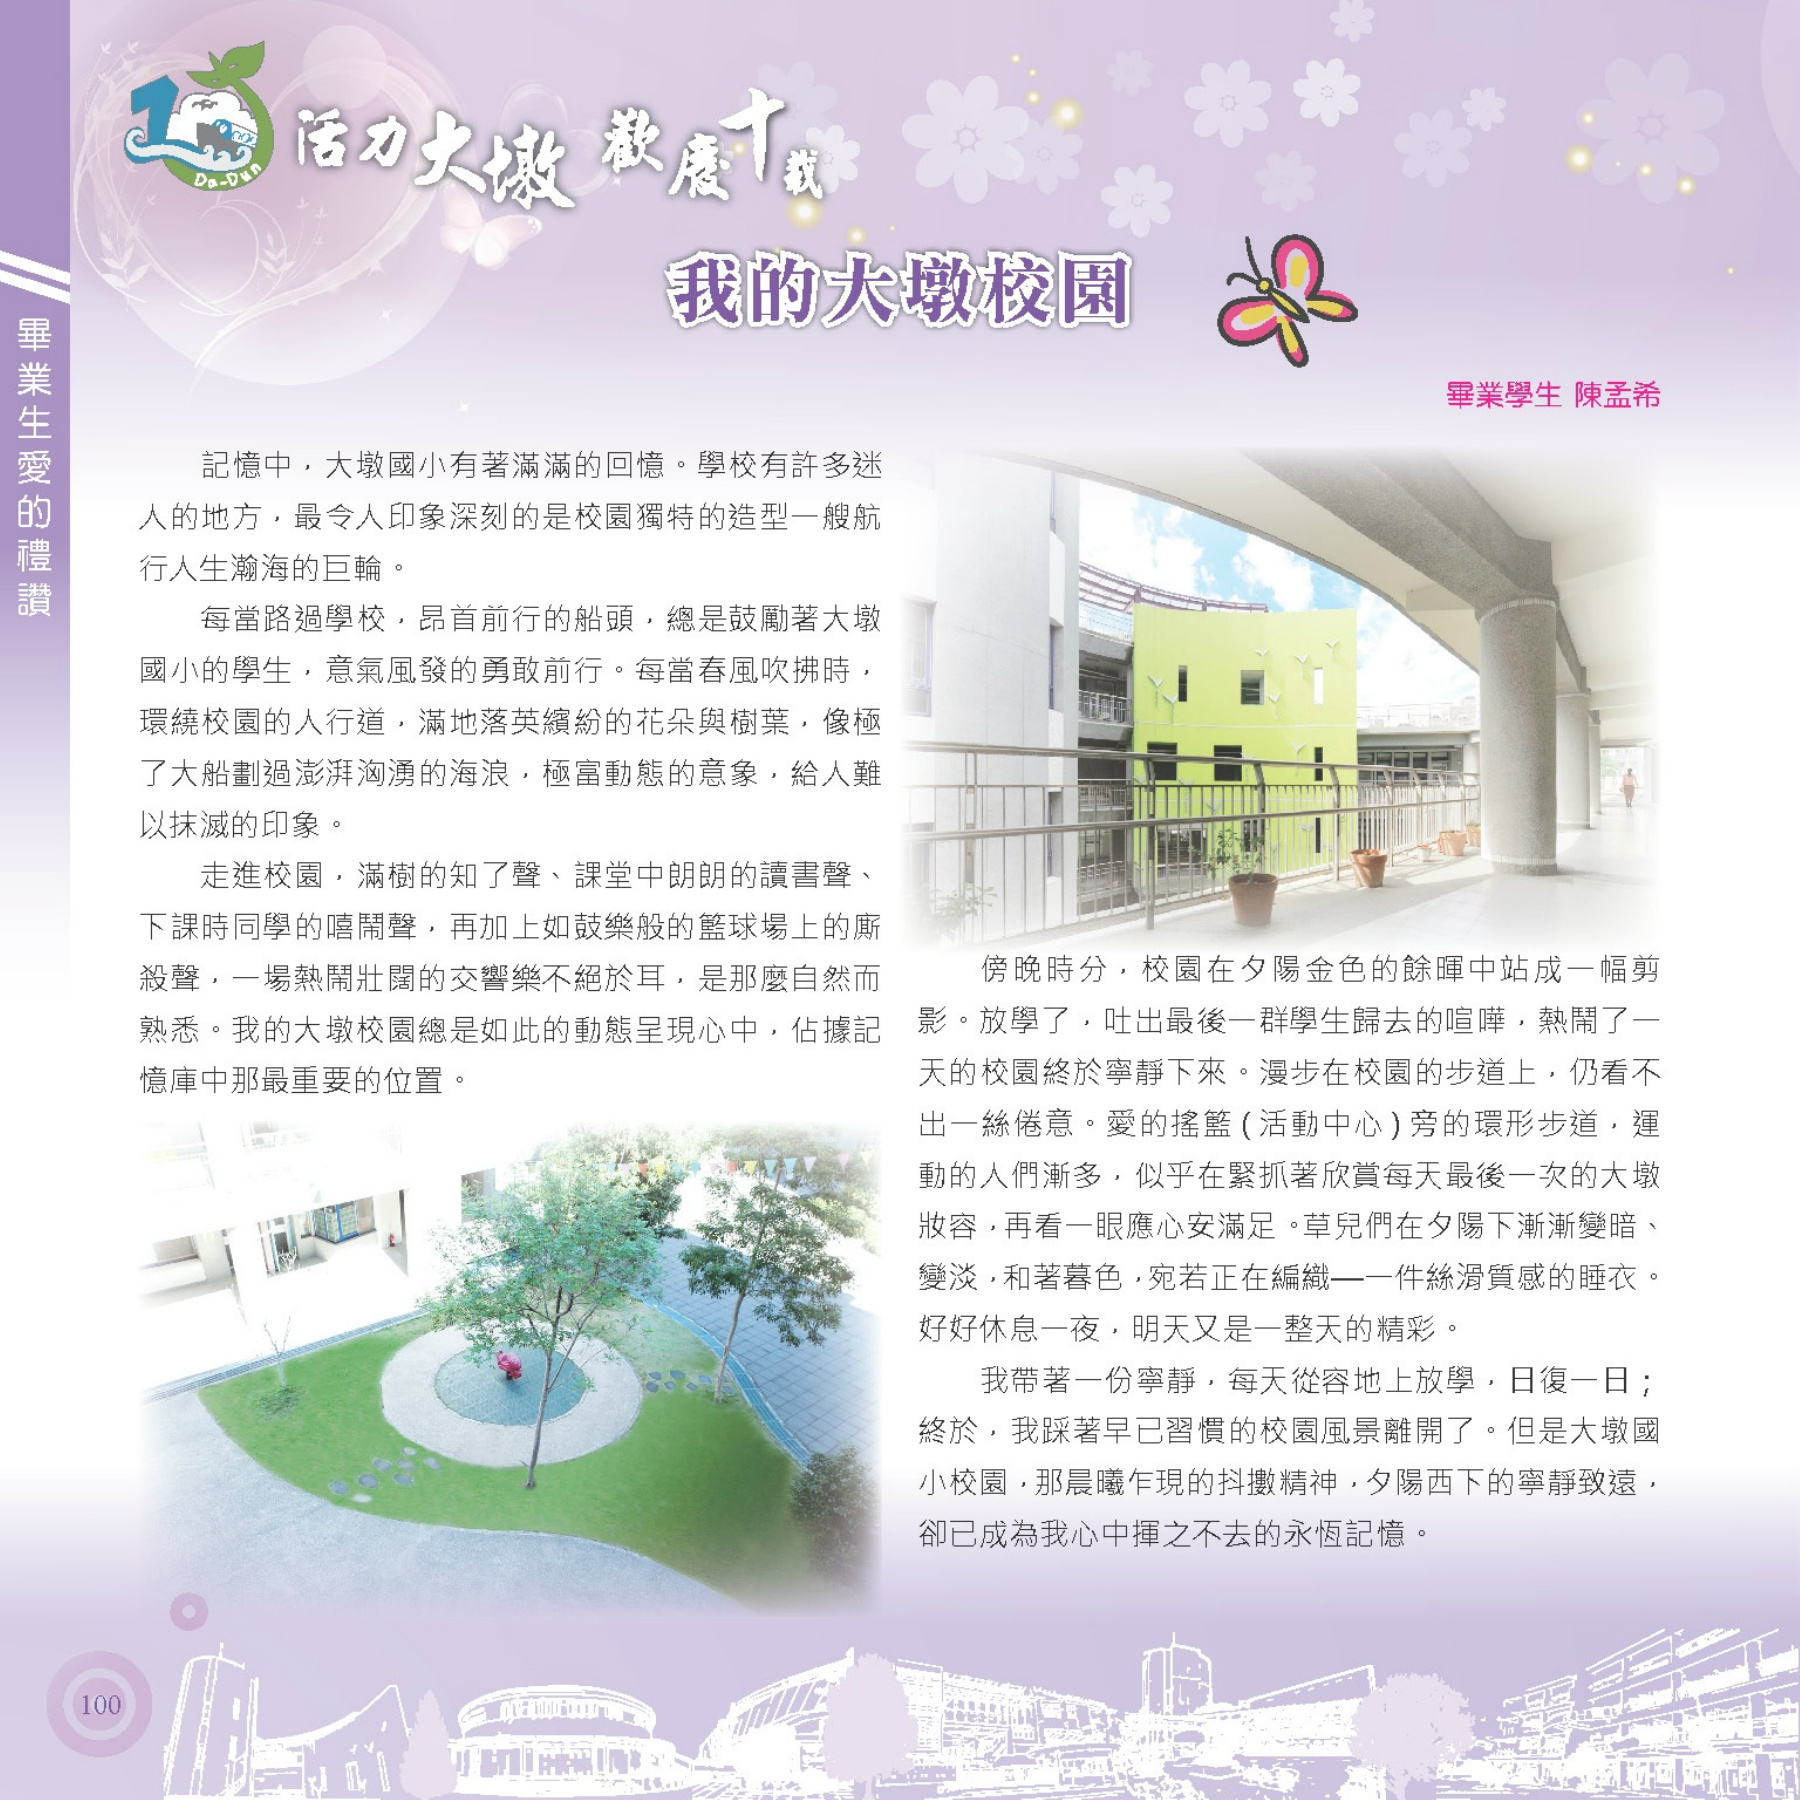 Da-Dun
活力大墩 歡慶十載
我的大墩校園
畢業生愛的禮讚
畢業學生 陳孟希
記憶中，大墩國小有著滿滿的回憶。學校有許多迷
人的地方，最令人印象深刻的是校園獨特的造型一艘航
行人生瀚海的巨輪。
每當路過學校，昂首前行的船頭，總是鼓勵著大墩
國小的學生，意氣風發的勇敢前行。每當春風吹拂時，
環繞校園的人行道，滿地落英繽紛的花朵與樹葉，像極
了大船劃過澎湃洶湧的海浪，極富動態的意象，給人難
以抹滅的印象。
走進校園，滿樹的知了聲、課堂中朗朗的讀書聲、
下課時同學的嘻鬧聲，再加上如鼓樂般的籃球場上的廝
殺聲，一場熱鬧壯闊的交響樂不絕於耳，是那麼自然而
熟悉。我的大墩校園總是如此的動態呈現心中，佔據記
憶庫中那最重要的位置。
傍晚時分，校園在夕陽金色的餘暉中站成一幅剪
影。放學了，吐出最後一群學生歸去的喧嘩，熱鬧了一
天的校園終於寧靜下來。漫步在校園的步道上，仍看不
出一絲倦意。愛的搖籃(活動中心)旁的環形步道，運
動的人們漸多，似乎在緊抓著欣賞每天最後一次的大墩
妝容，再看一眼應心安滿足。草兒們在夕陽下漸漸變暗、
變淡，和著暮色，宛若正在編織—一件絲滑質感的睡衣。
好好休息一夜，明天又是一整天的精彩。
我帶著一份寧靜，每天從容地上放學，日復一日；
終於，我踩著早已習慣的校園風景離開了。但是大墩國
小校園，那晨曦乍現的抖擻精神，夕陽西下的寧靜致遠，
卻已成為我心中揮之不去的永恆記憶。
100